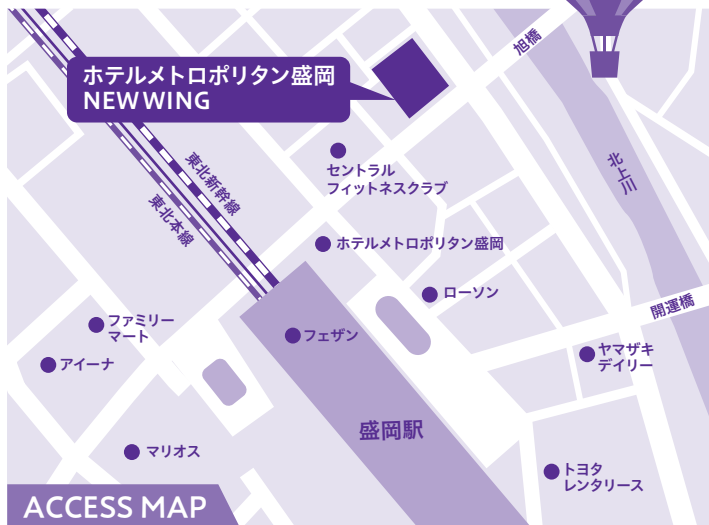 旭橋
ホテルメトロポリタン盛岡
NEW WING
北上川
セントラル
フィットネスクラブ
東北新幹線
東北本線
ホテルメトロポリタン盛岡
ローソン
開運橋
ファミリー
マート
フェザン
ヤマザキ
デイリー
アイーナ
盛岡駅
マリオス
トヨタ
レンタリース
ACCESS MAP